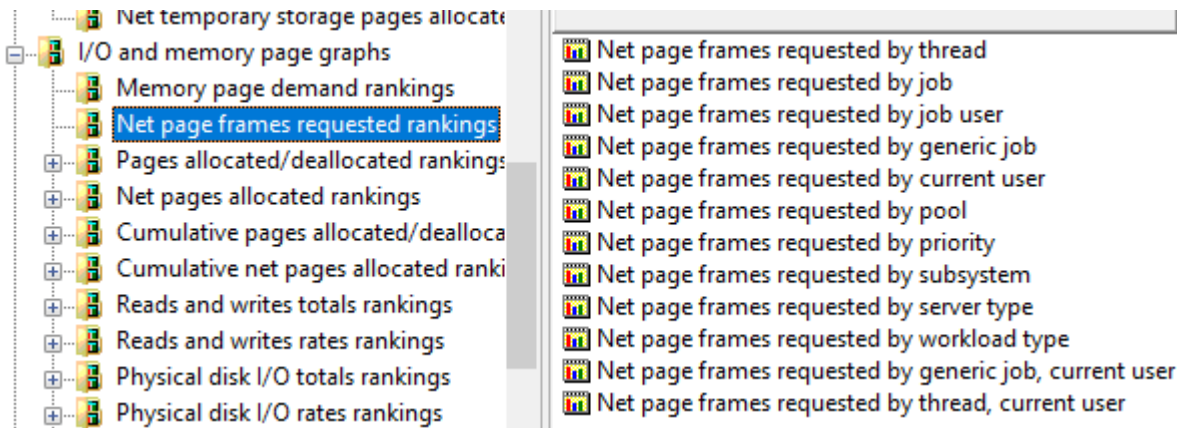 Net temporary storage pages allocate
I/O and memory page graphs
Memory page demand rankings
Net page frames requested rankings
Pages allocated/deallocated rankings
Net pages allocated rankings
Cumulative pages allocated/dealloca
Cumulative net pages allocated ranki
Reads and writes totals rankings
Reads and writes rates rankings
Physical disk I/O totals rankings
Physical disk I/O rates rankings
Net page frames requested by thread
Net page frames requested by job
Net page frames requested by job user
Net page frames requested by generic job
Net page frames requested by current user
Net page frames requested by pool
Net page frames requested by priority
Net page frames requested by subsystem
Net page frames requested by server type
Net page frames requested by workload type
Net page frames requested by generic job, current user
Net page frames requested by thread, current user